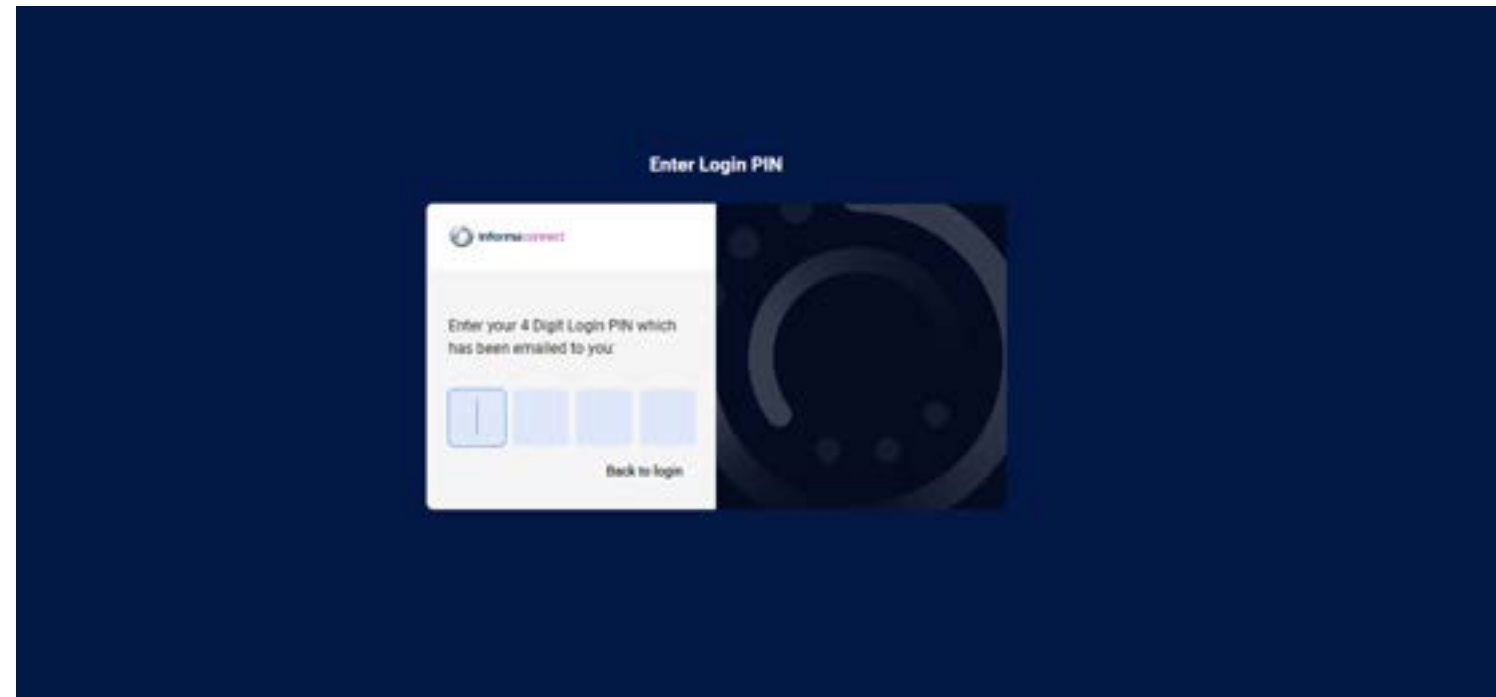 Enter Login PIN
informaconnect
Enter your 4 Digit Login PIN which
has been emailed to you:
Back to login